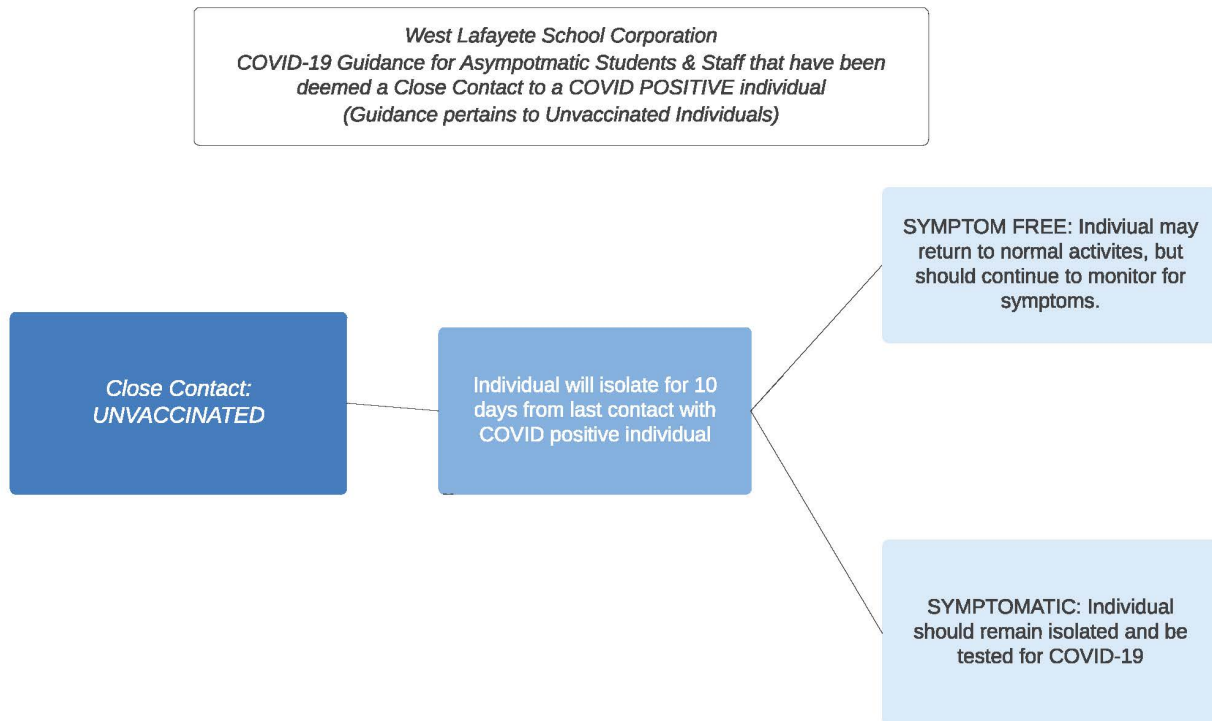 West Lafayete School Corporation
COVID-19 Guidance for Asympotmatic Students & Staff that have been
deemed a Close Contact to a COVID POSITIVE individual
(Guidance pertains to Unvaccinated Individuals)
Close Contact:
UNVACCINATED
Individual will isolate for 10
days from last contact with
COVID positive individual
SYMPTOM FREE: Indiviual may
return to normal activites, but
should continue to monitor for
symptoms.
SYMPTOMATIC: Individual
should remain isolated and be
tested for COVID-19